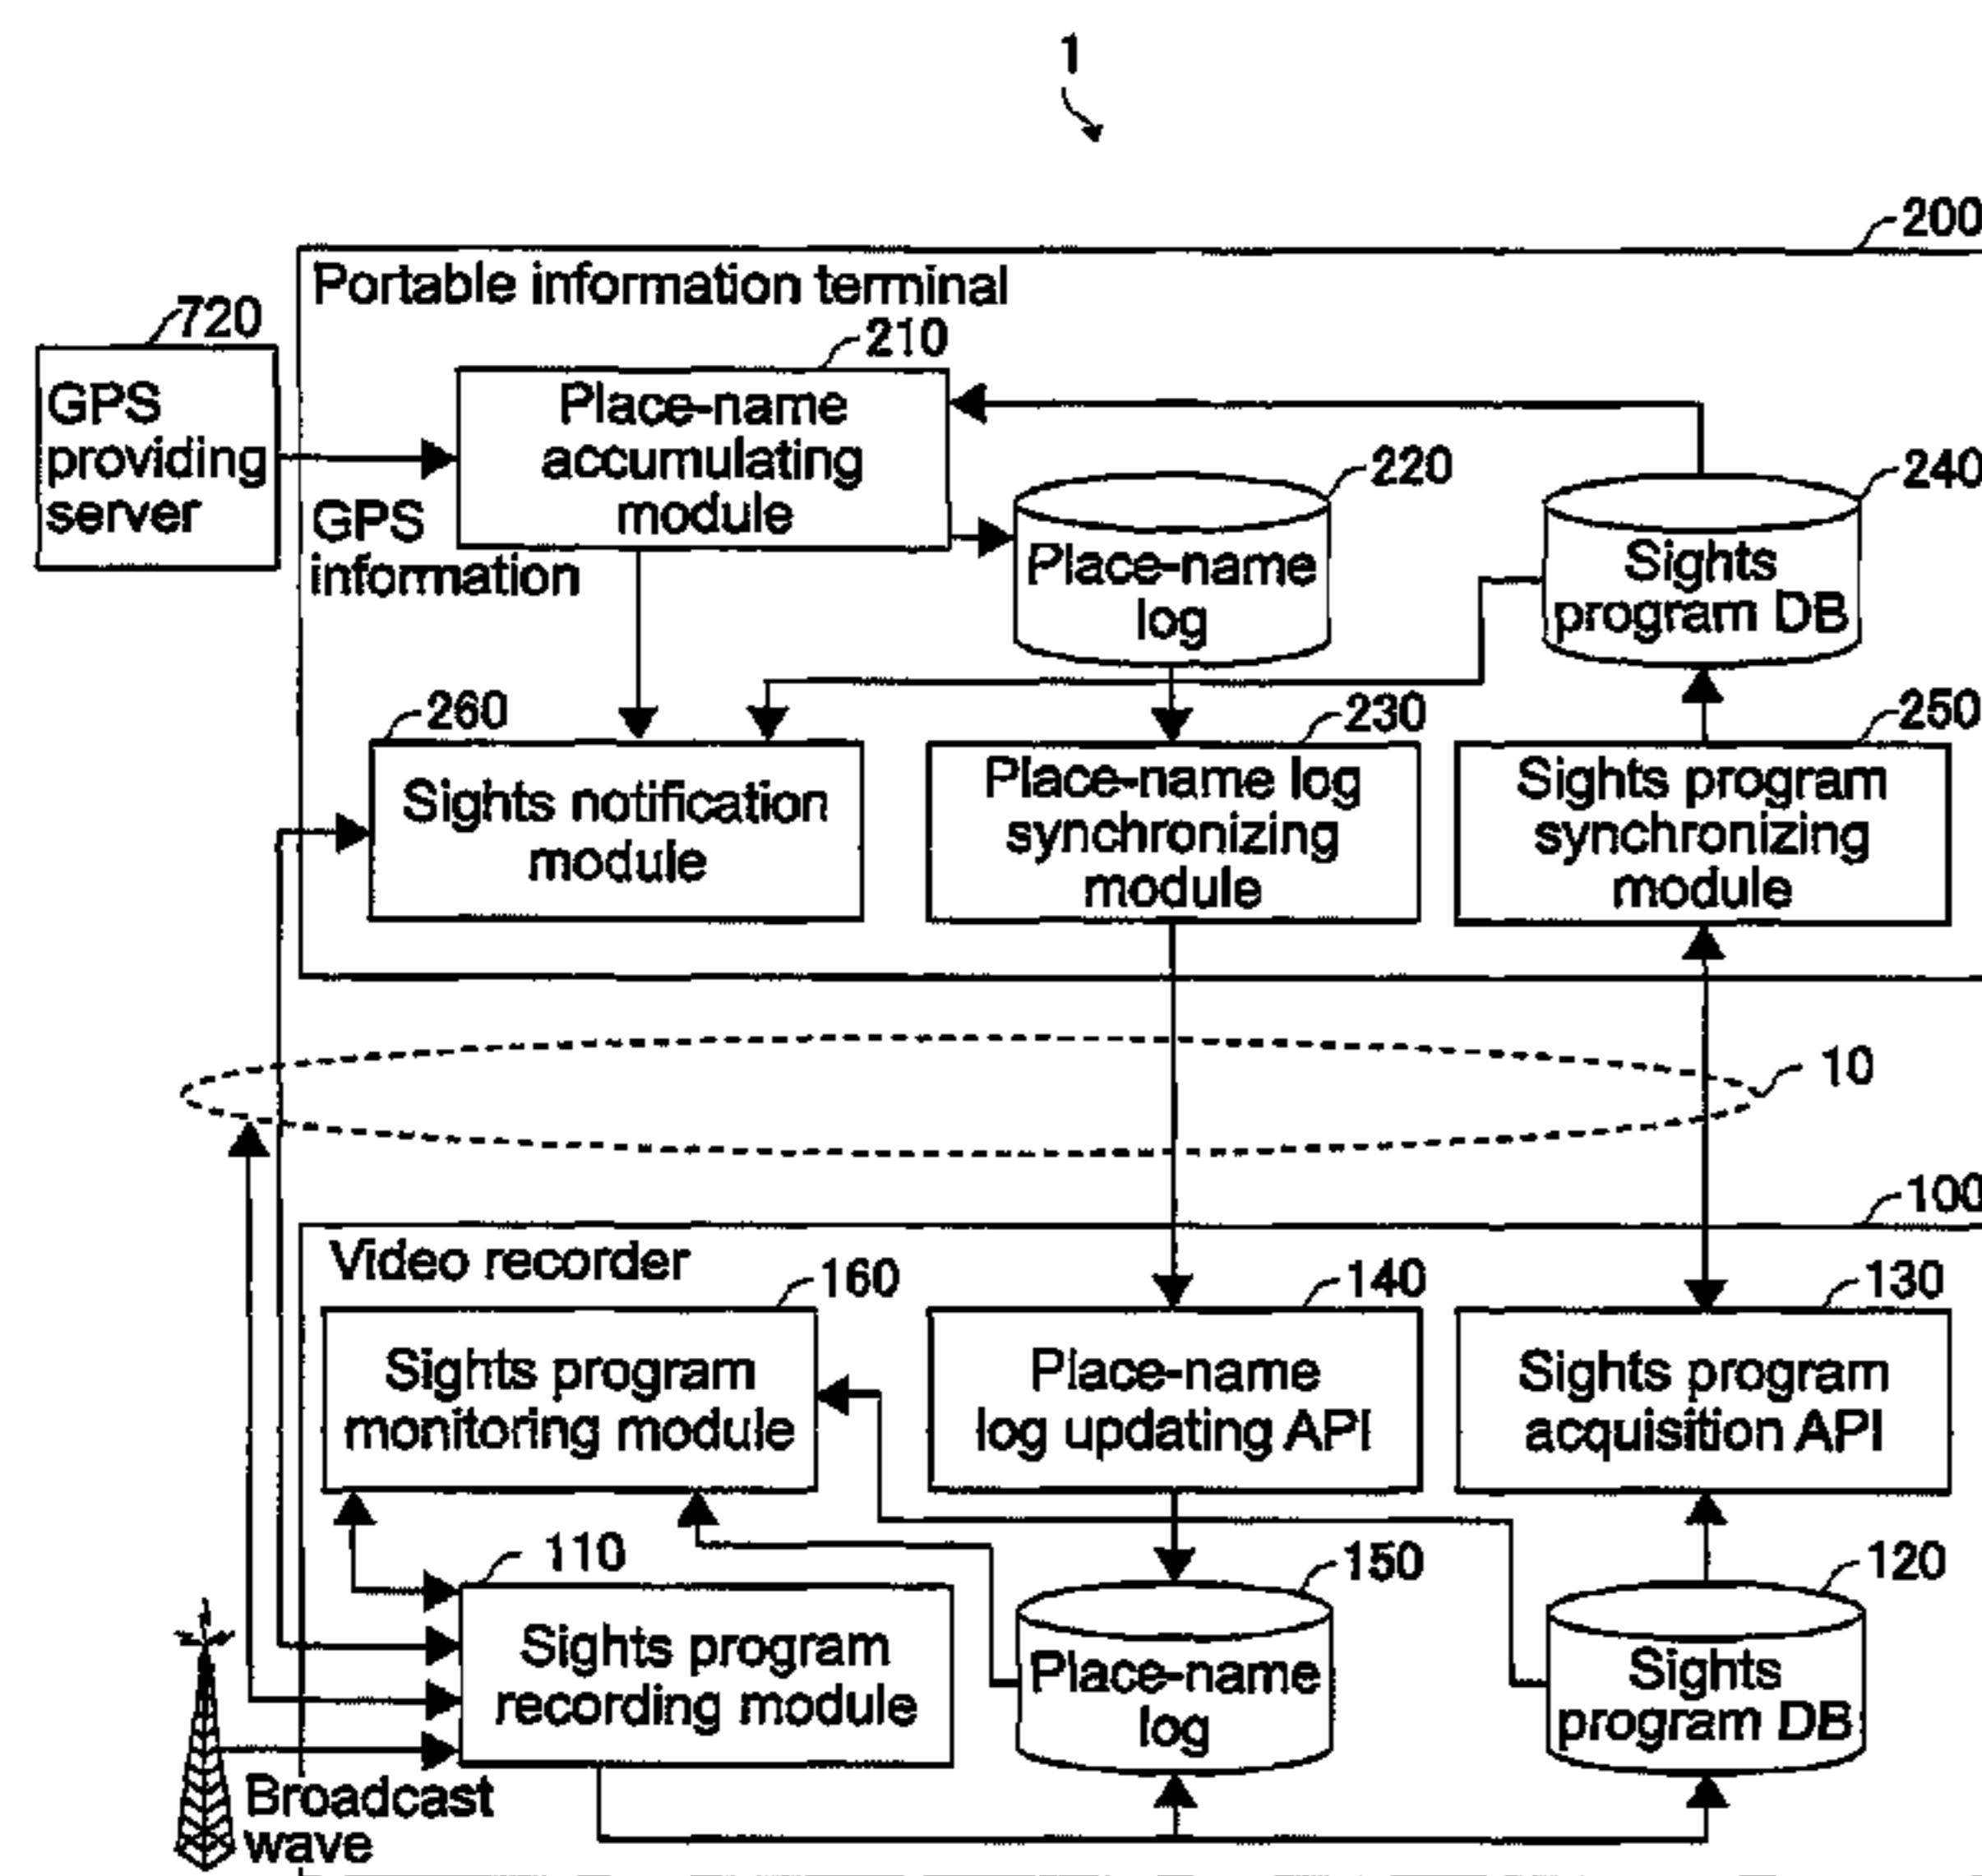 1
200
Portable information terminal
720
210
GPS
providing
server
Place-name
accumulating
module
GPS
information
220
240
Place-name
log
Sights
program DB
260
230
250
Sights notification
module
Place-name log
synchronizing
module
Sights program
synchronizing
module
10
100
Video recorder
160
140
130
Sights program
monitoring module
Place-name
log updating API
Sights program
acquisition API
110
150
120
Sights program
recording module
Place-name
log
Sights
program DB
Broadcast
wave